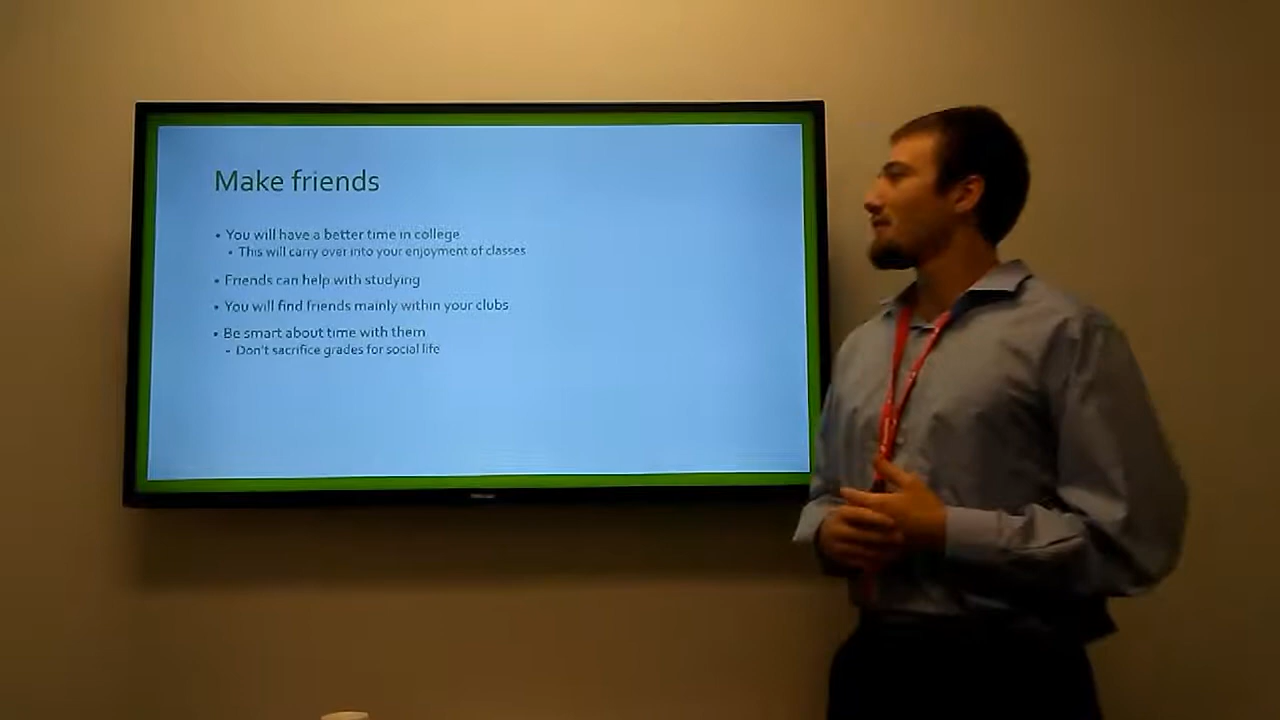 Make friends
• You will have a better time in college
• This will carry over into your enjoyment of classes
• Friends can help with studying
• You will find friends mainly within your clubs
• Be smart about time with them
- Don't sacrifice grades for social life